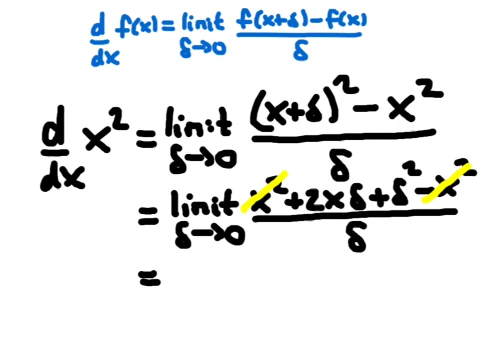 d/dx f(x) = limit δ→0 f(x+δ)-f(x)/δ
d/dx x² = limit δ→0 (x+δ)² - x²/δ
= limit δ→0 x²+2xδ+δ²-x²/δ
=